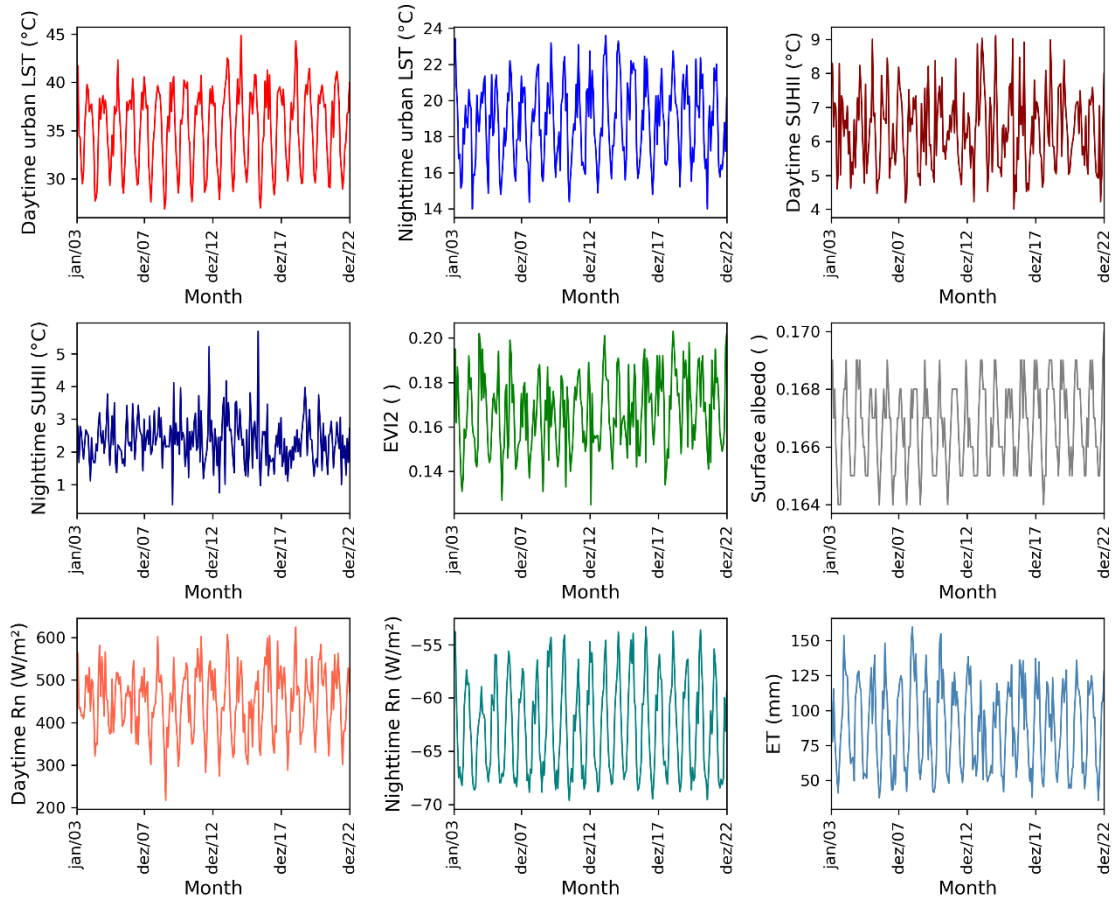 Daytime urban LST (°C)
45
40
35
30
jan/03
dez/07
dez/12
dez/17
dez/22
Month
Nighttime urban LST (°C)
24
22
20
18
16
14
jan/03
dez/07
dez/12
dez/17
dez/22
Month
Daytime SUHII (°C)
9
8
7
6
5
4
jan/03
dez/07
dez/12
dez/17
dez/22
Month
Nighttime SUHII (°C)
5
4
3
2
1
jan/03
dez/07
dez/12
dez/17
dez/22
Month
EVI2 ( )
0.20
0.18
0.16
0.14
jan/03
dez/07
dez/12
dez/17
dez/22
Month
Surface albedo ( )
0.170
0.168
0.166
0.164
jan/03
dez/07
dez/12
dez/17
dez/22
Month
Daytime Rn (W/m²)
600
500
400
300
200
jan/03
dez/07
dez/12
dez/17
dez/22
Month
Nighttime Rn (W/m²)
−55
−60
−65
−70
jan/03
dez/07
dez/12
dez/17
dez/22
Month
ET (mm)
150
125
100
75
50
jan/03
dez/07
dez/12
dez/17
dez/22
Month